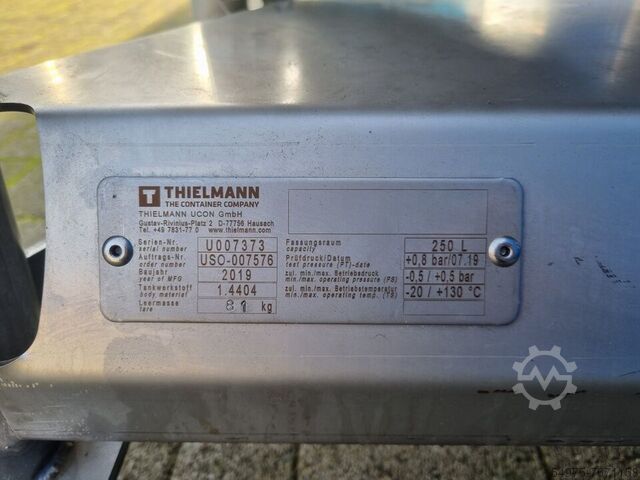 THIELMANN
THE CONTAINER COMPANY
THIELMANN UCON GmbH
Gustav-Rivinius-Platz 2 D-77756 Hausach
Tel. +49 7831-77 0 www.thielmann.com
Serien-Nr. U007373 Fassungsraum 250 L
serial number capacity
Auftrags-Nr. USO-007576 Prüfdruck/Datum +0,8 bar/07.19
order number test pressure (PT)-date
Baujahr 2019 zul. min./max. Betriebsdruck -0,5 / +0,5 bar
year of MFG min./max. operating pressure (PS)
Tankwerkstoff 1.4404 zul. min./max. Betriebstemperatur -20 / +130 °C
body material min./max. operating temp. (TS)
Leermasse 81 kg
tare